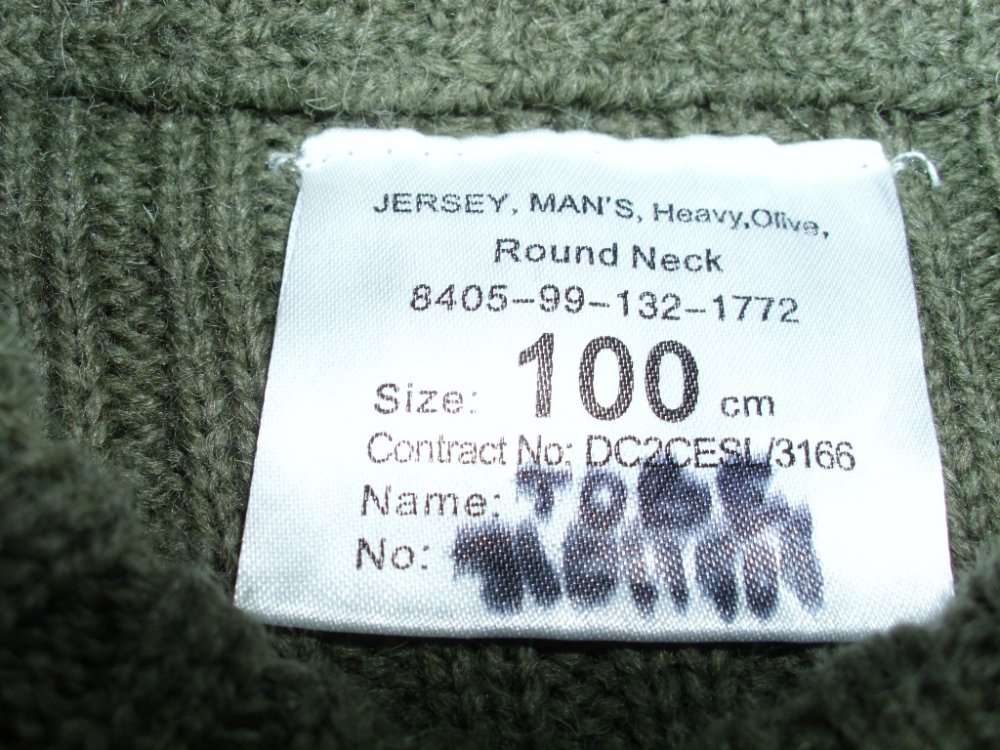 JERSEY, MAN'S, Heavy,Olive,
Round Neck
8405-99-132-1772
Size: 100 cm
Contract No: DC2CESL/3166
Name:
No: